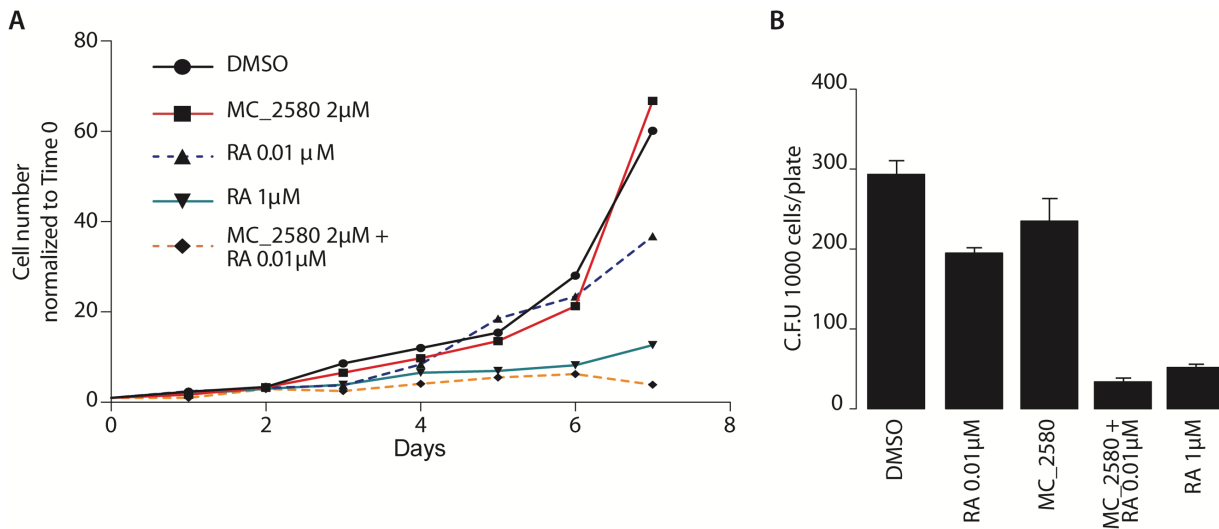 A
80
60
40
20
0
Cell number
normalized to Time 0
DMSO
MC_2580 2μM
RA 0.01 μ M
RA 1μM
MC_2580 2μM +
RA 0.01μM
0 2 4 6 8
Days
B
400
300
200
100
0
C.F.U 1000 cells/plate
DMSO
RA 0.01μM
MC_2580
MC_2580 +
RA 0.01μM
RA 1μM